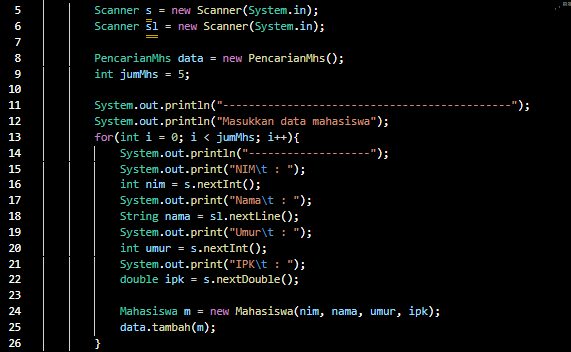 5 Scanner s = new Scanner(System.in);
6 Scanner sl = new Scanner(System.in);
7
8 PencarianMhs data = new PencarianMhs();
9 int jumMhs = 5;
10
11 System.out.println("---------------------------------------------");
12 System.out.println("Masukkan data mahasiswa");
13 for(int i = 0; i < jumMhs; i++){
14 System.out.println("-------------------");
15 System.out.print("NIM\t : ");
16 int nim = s.nextInt();
17 System.out.print("Nama\t : ");
18 String nama = sl.nextLine();
19 System.out.print("Umur\t : ");
20 int umur = s.nextInt();
21 System.out.print("IPK\t : ");
22 double ipk = s.nextDouble();
23
24 Mahasiswa m = new Mahasiswa(nim, nama, umur, ipk);
25 data.tambah(m);
26 }